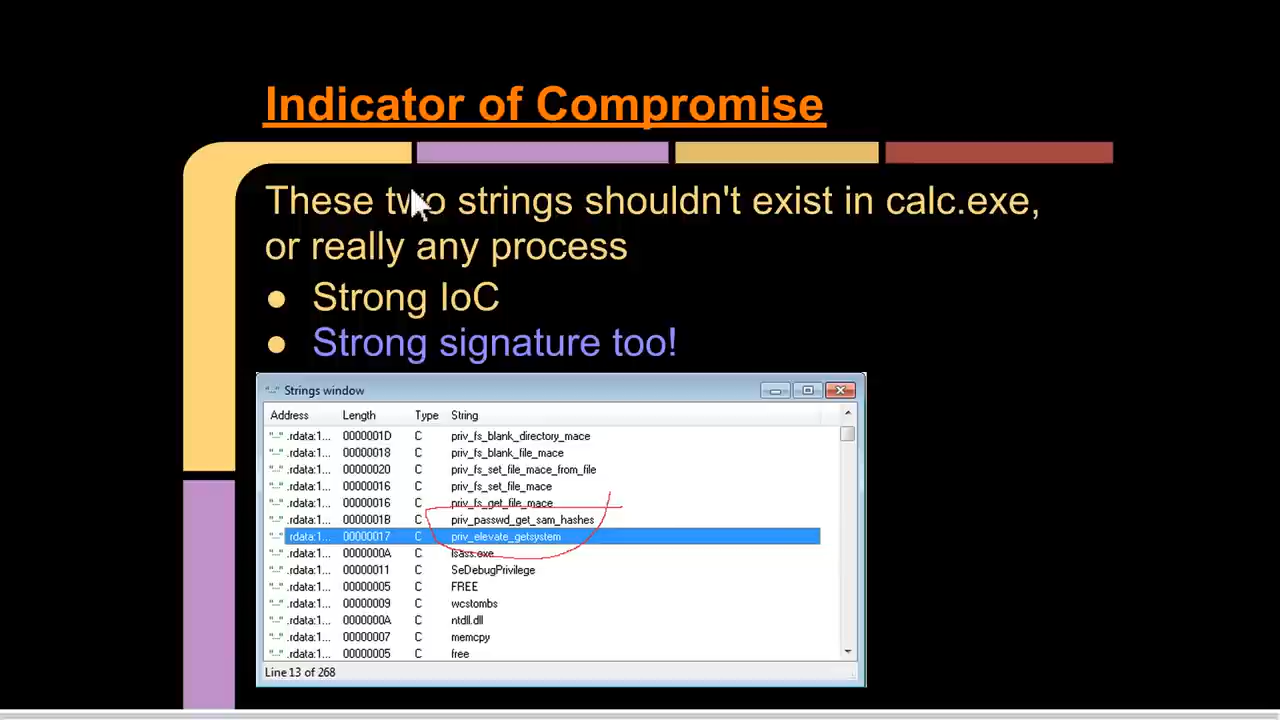 Indicator of Compromise
These two strings shouldn't exist in calc.exe,
or really any process
● Strong IoC
● Strong signature too!
"..." Strings window
Address Length Type String
"..." .rdata:1... 0000001D C priv_fs_blank_directory_mace
"..." .rdata:1... 00000018 C priv_fs_blank_file_mace
"..." .rdata:1... 00000020 C priv_fs_set_file_mace_from_file
"..." .rdata:1... 00000016 C priv_fs_set_file_mace
"..." .rdata:1... 00000016 C priv_fs_get_file_mace
"..." .rdata:1... 0000001B C priv_passwd_get_sam_hashes
"..." .rdata:1... 00000017 C priv_elevate_getsystem
"..." .rdata:1... 0000000A C lsass.exe
"..." .rdata:1... 00000011 C SeDebugPrivilege
"..." .rdata:1... 00000005 C FREE
"..." .rdata:1... 00000009 C wcstombs
"..." .rdata:1... 0000000A C ntdll.dll
"..." .rdata:1... 00000007 C memcpy
"..." .rdata:1... 00000005 C free
Line 13 of 268